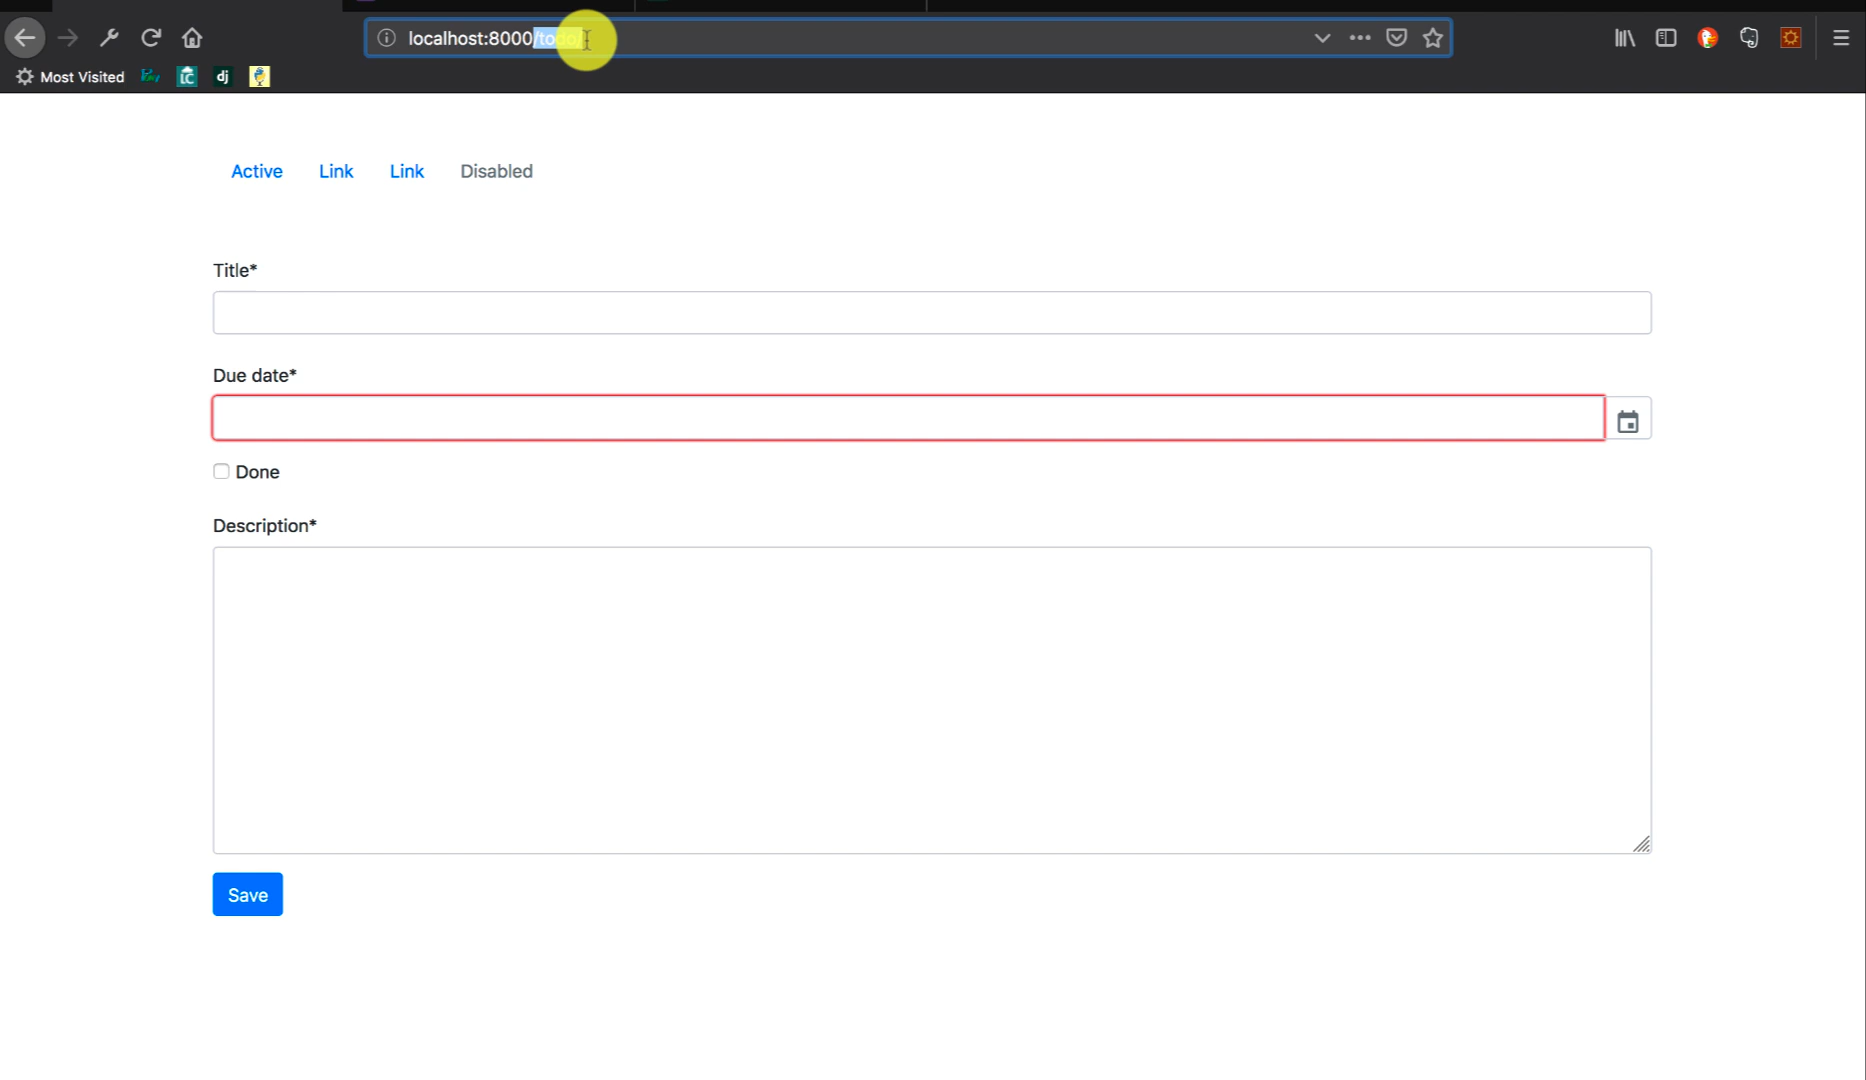 localhost:8000/todo/
Most Visited
dj
Active Link Link Disabled
Title*
Due date*
Done
Description*
Save